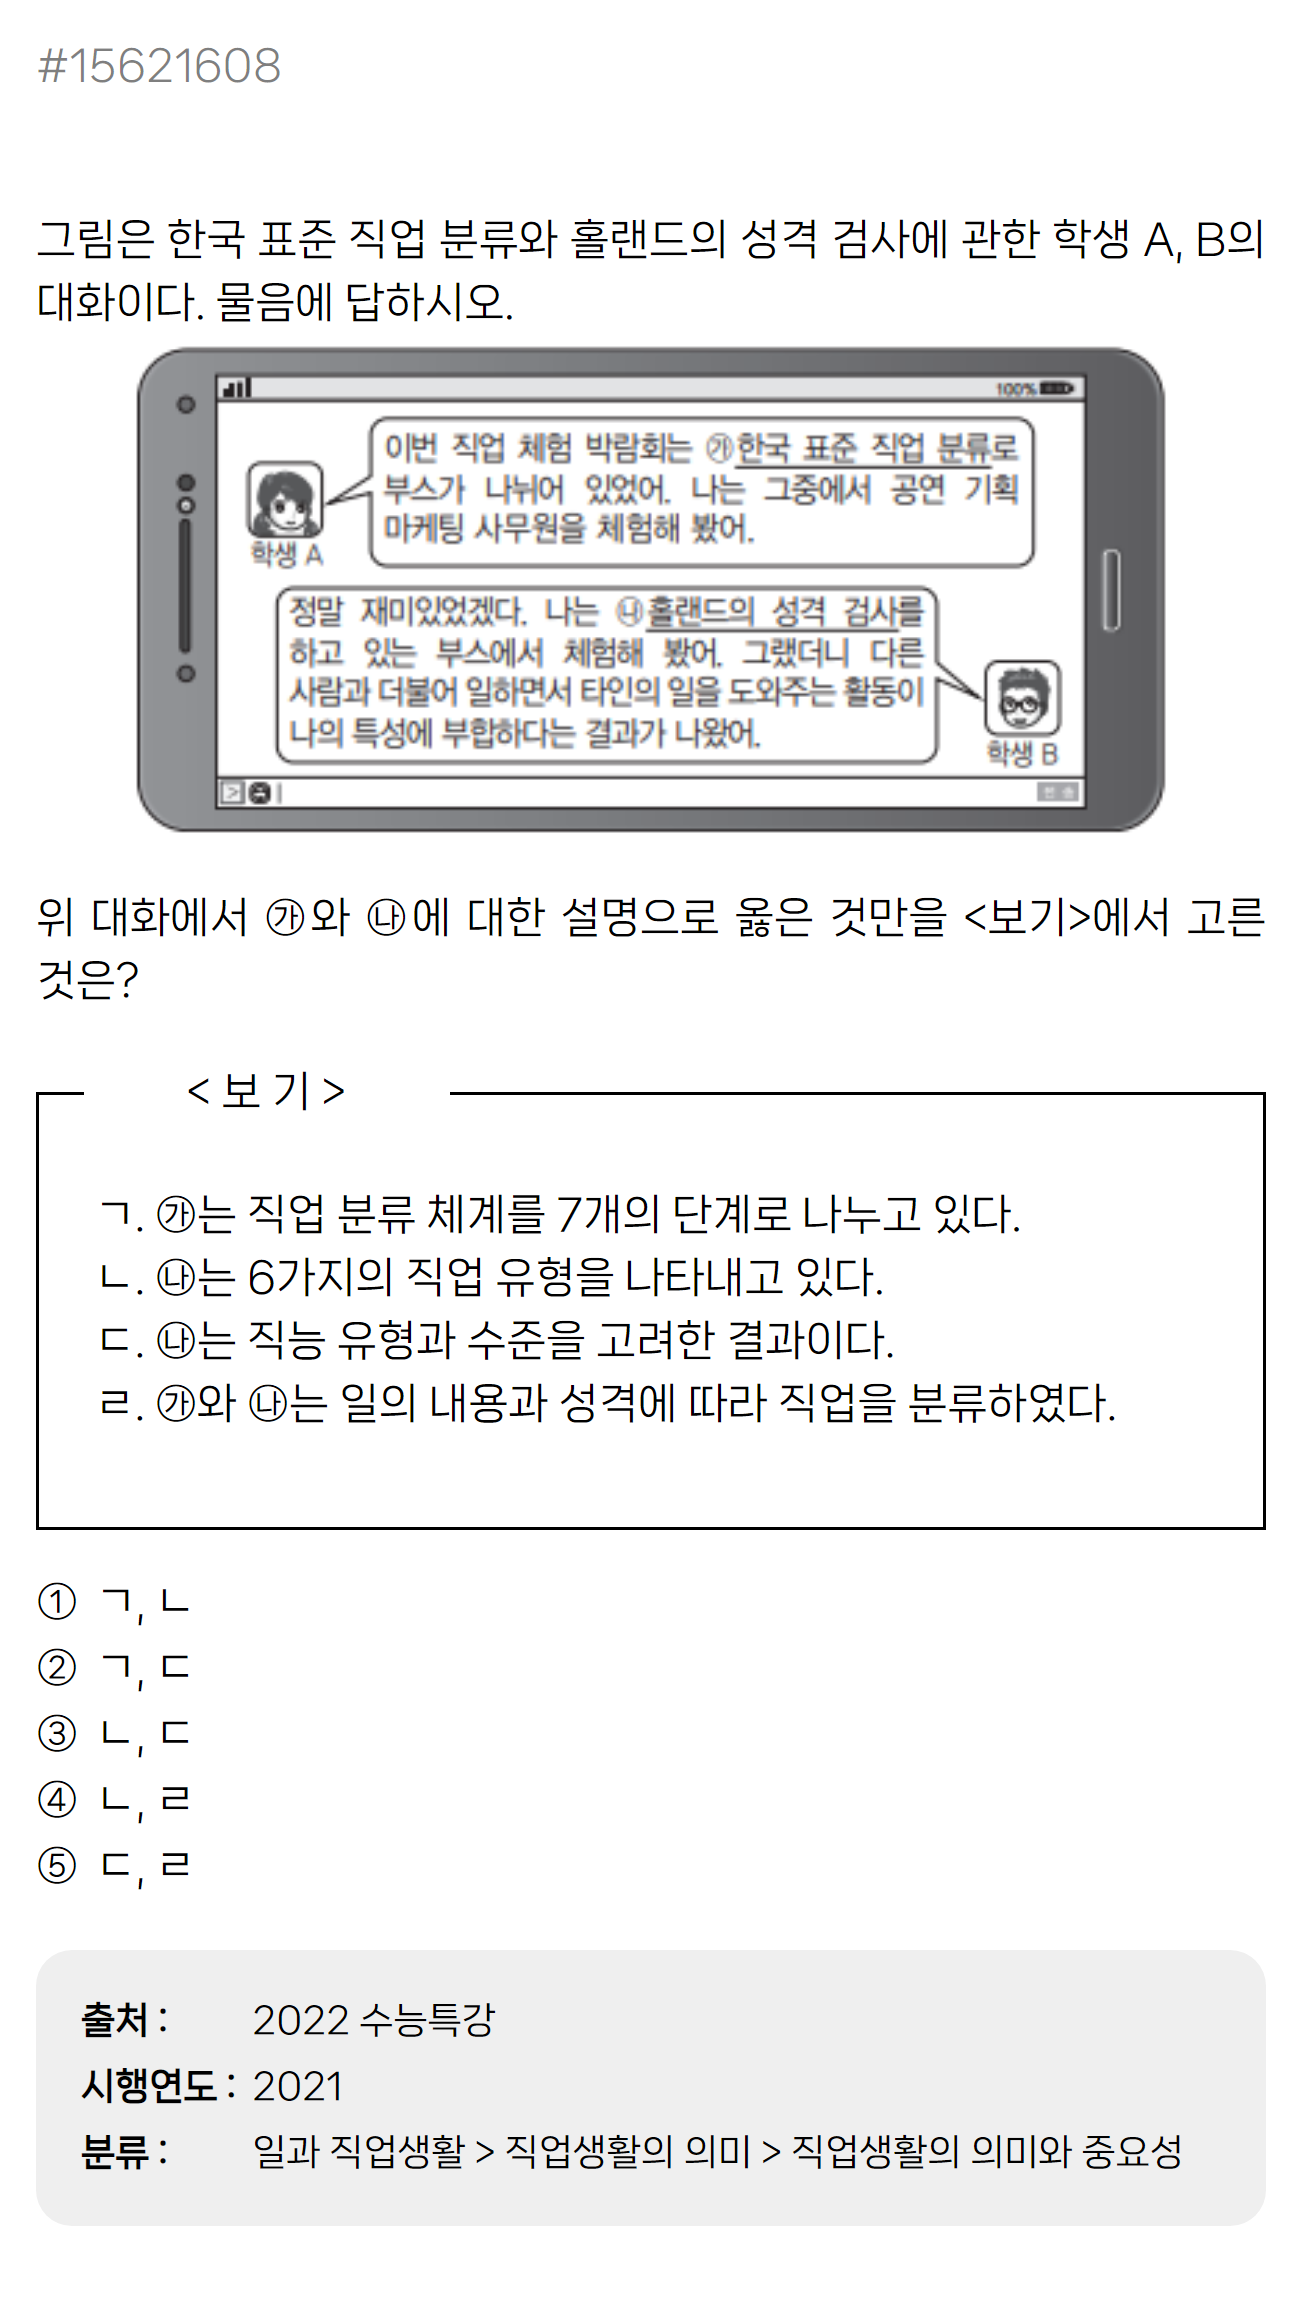 #15621608
그림은 한국 표준 직업 분류와 홀랜드의 성격 검사에 관한 학생 A, B의
대화이다. 물음에 답하시오.
100%
이번 직업 체험 박람회는 ㉮한국 표준 직업 분류로
부스가 나뉘어 있었어. 나는 그중에서 공연 기획
마케팅 사무원을 체험해 봤어.
학생 A
정말 재미있었겠다. 나는 ㉯홀랜드의 성격 검사를
하고 있는 부스에서 체험해 봤어. 그랬더니 다른
사람과 더불어 일하면서 타인의 일을 도와주는 활동이
나의 특성에 부합하다는 결과가 나왔어.
학생 B
위 대화에서 ㉮와 ㉯에 대한 설명으로 옳은 것만을 <보기>에서 고른
것은?
< 보 기 >
ㄱ. ㉮는 직업 분류 체계를 7개의 단계로 나누고 있다.
ㄴ. ㉯는 6가지의 직업 유형을 나타내고 있다.
ㄷ. ㉯는 직능 유형과 수준을 고려한 결과이다.
ㄹ. ㉮와 ㉯는 일의 내용과 성격에 따라 직업을 분류하였다.
① ㄱ, ㄴ
② ㄱ, ㄷ
③ ㄴ, ㄷ
④ ㄴ, ㄹ
⑤ ㄷ, ㄹ
출처 : 2022 수능특강
시행연도 : 2021
분류 : 일과 직업생활 > 직업생활의 의미 > 직업생활의 의미와 중요성